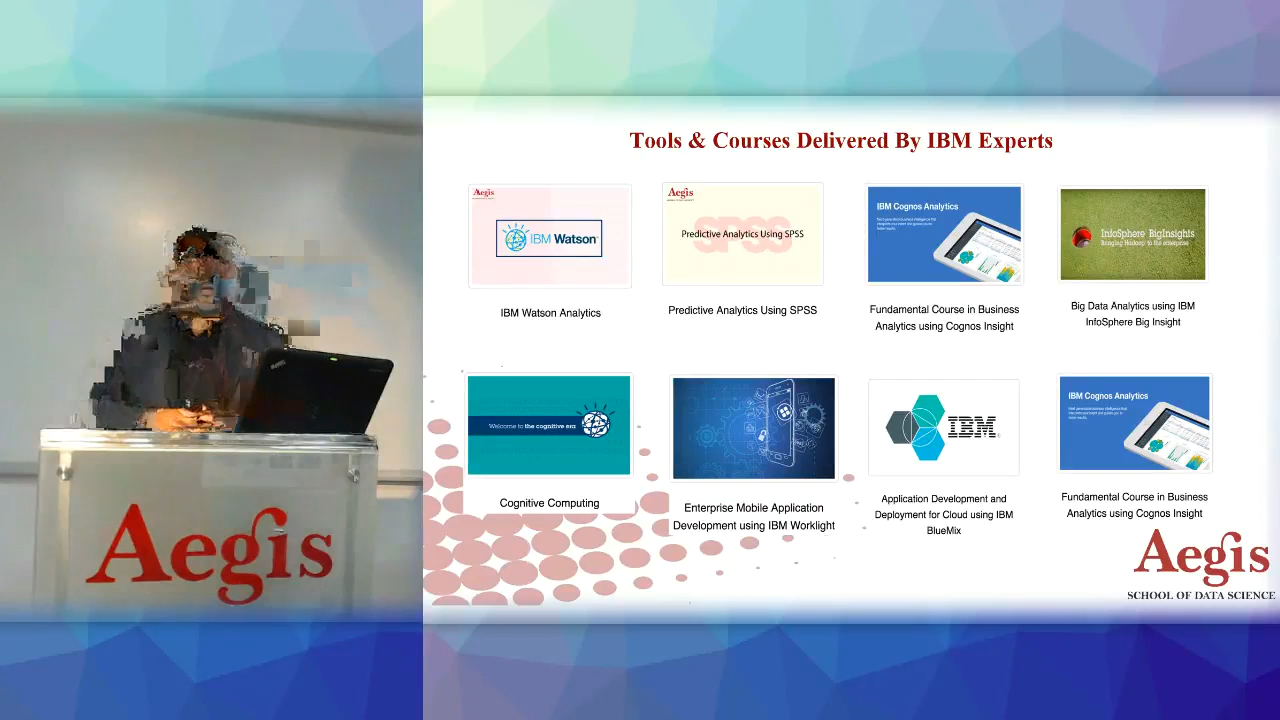 Tools & Courses Delivered By IBM Experts
Aegis
IBM Watson
IBM Watson Analytics
Aegis
Predictive Analytics Using SPSS
Predictive Analytics Using SPSS
IBM Cognos Analytics
Fundamental Course in Business
Analytics using Cognos Insight
InfoSphere BigInsights
Bringing Hadoop to the enterprise
Big Data Analytics using IBM
InfoSphere Big Insight
Welcome to the cognitive era
Cognitive Computing
Enterprise Mobile Application
Development using IBM Worklight
IBM
Application Development and
Deployment for Cloud using IBM
BlueMix
IBM Cognos Analytics
Fundamental Course in Business
Analytics using Cognos Insight
Aegis
SCHOOL OF DATA SCIENCE
Aegis